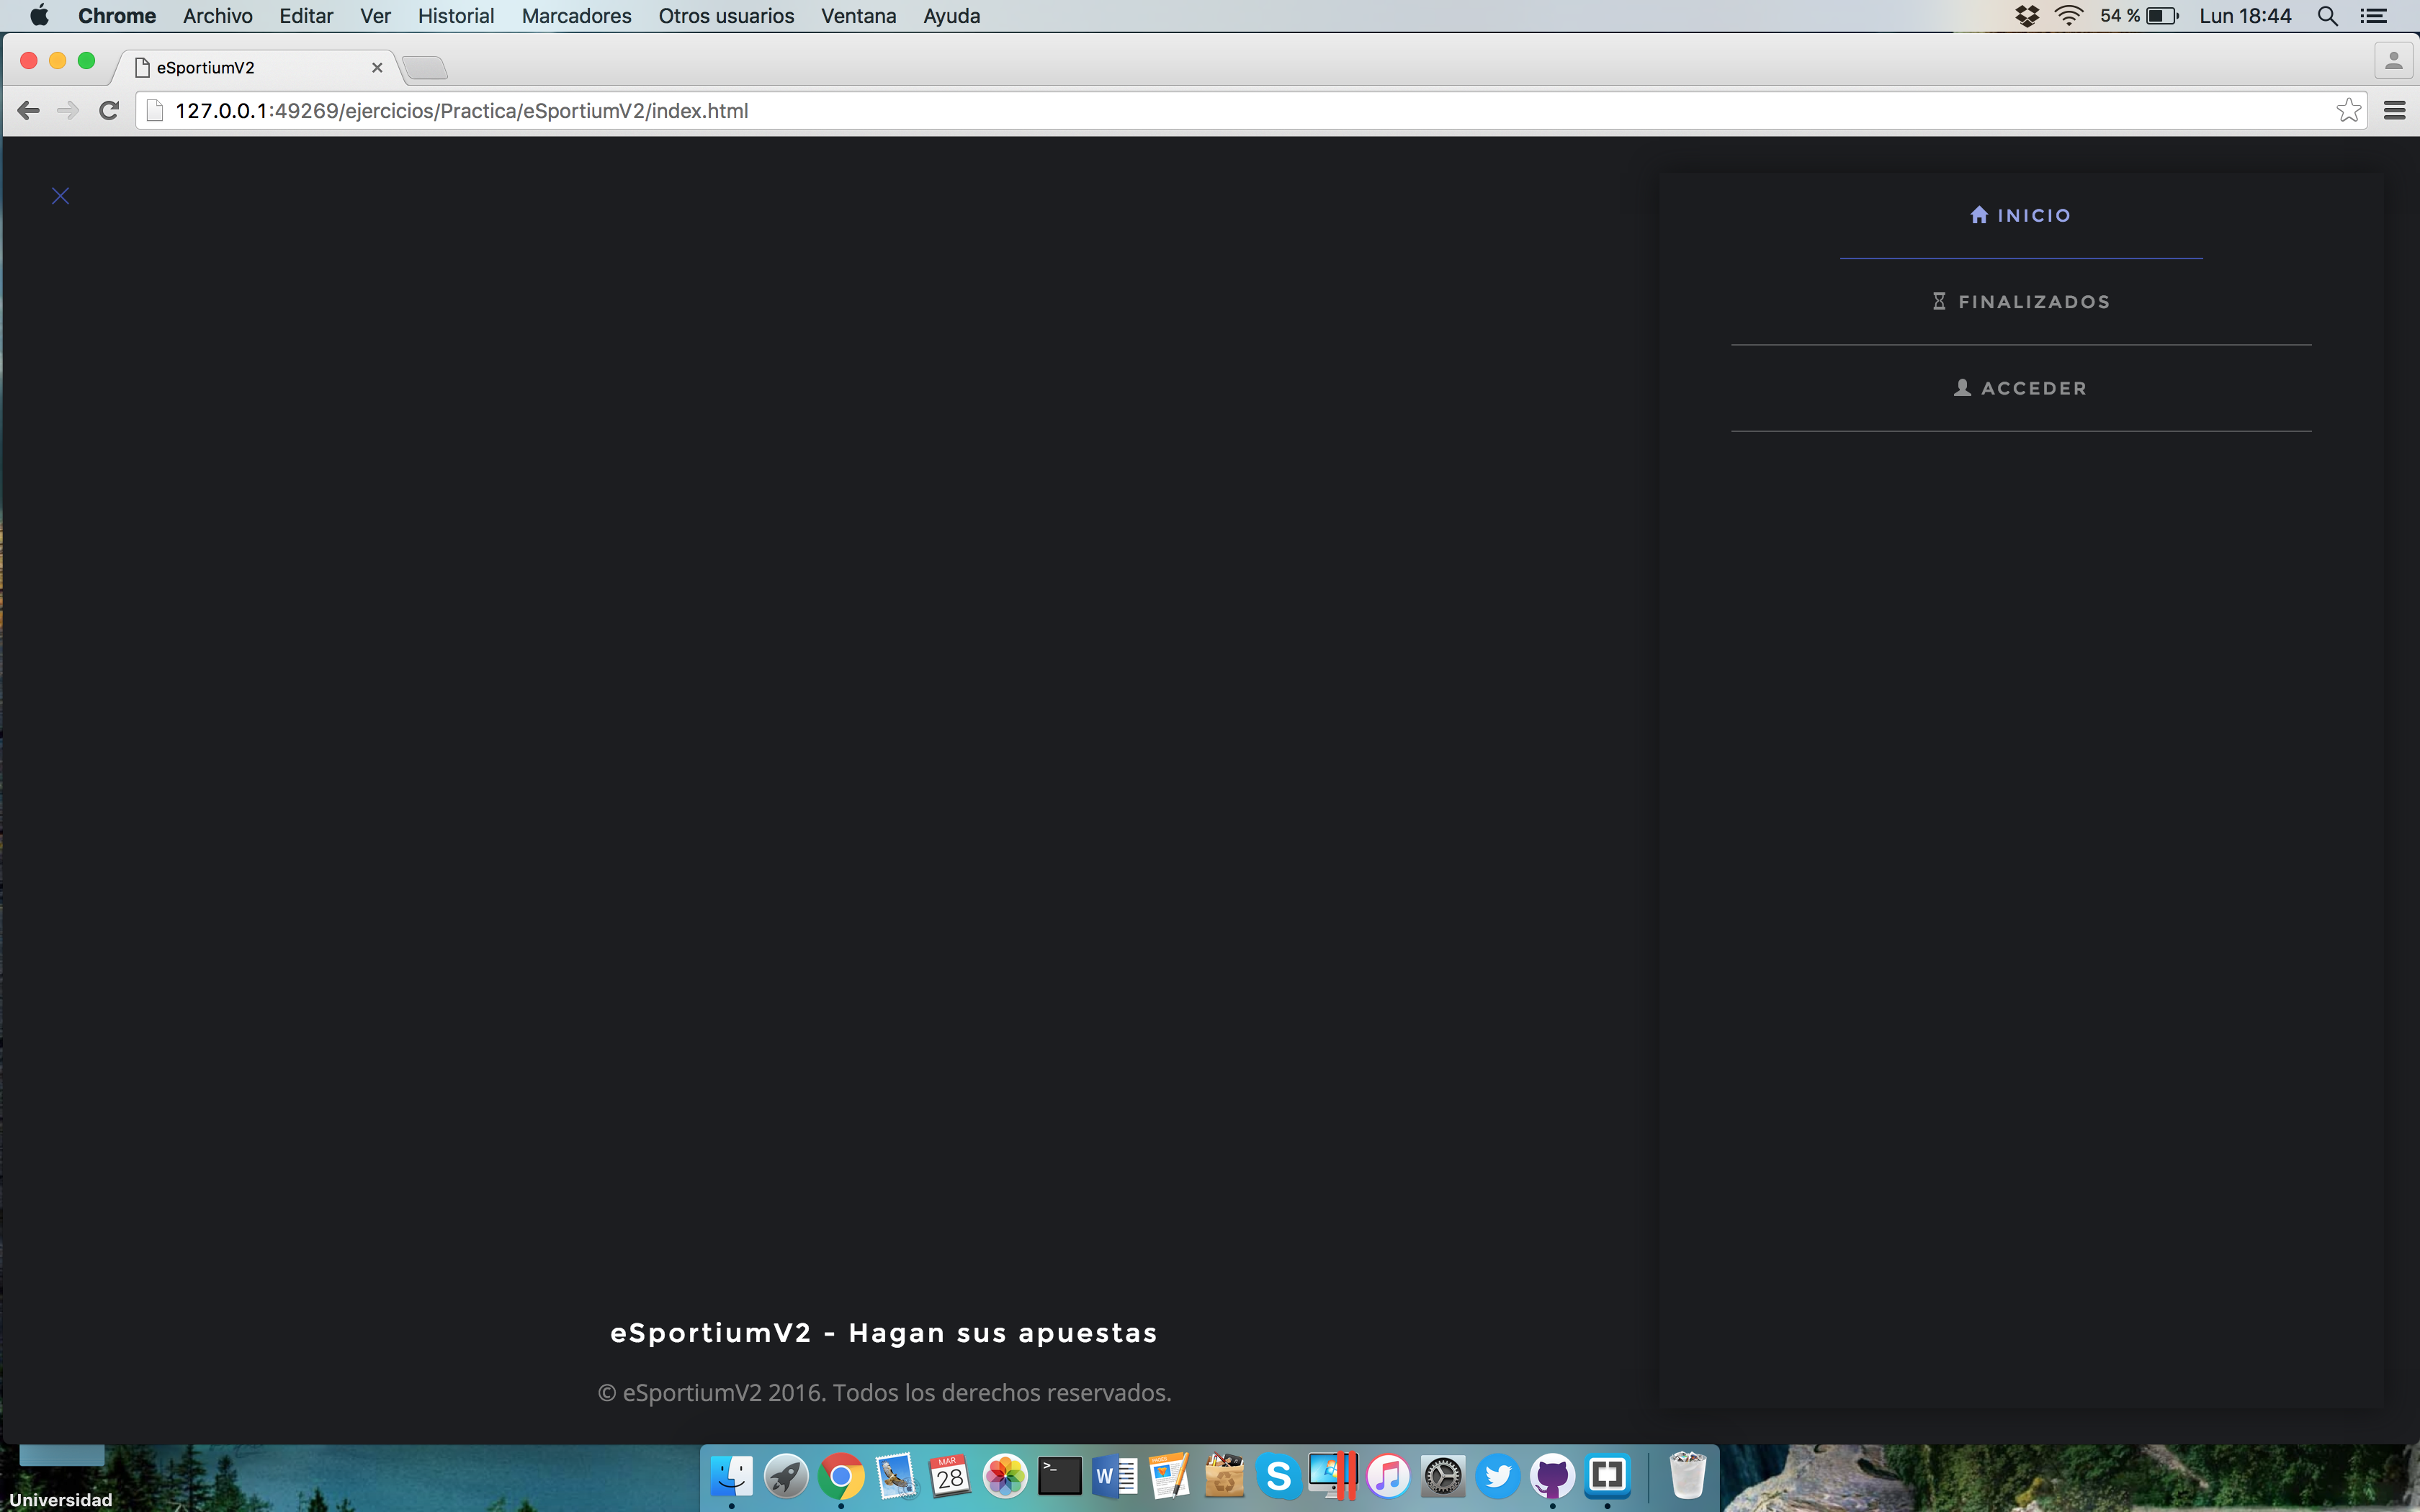 Chrome Archivo Editar Ver Historial Marcadores Otros usuarios Ventana Ayuda 54 % Lun 18:44
eSportiumV2
127.0.0.1:49269/ejercicios/Practica/eSportiumV2/index.html
INICIO
FINALIZADOS
ACCEDER
eSportiumV2 - Hagan sus apuestas
© eSportiumV2 2016. Todos los derechos reservados.
MAR
28
>_
W
PAGES
S
Universidad